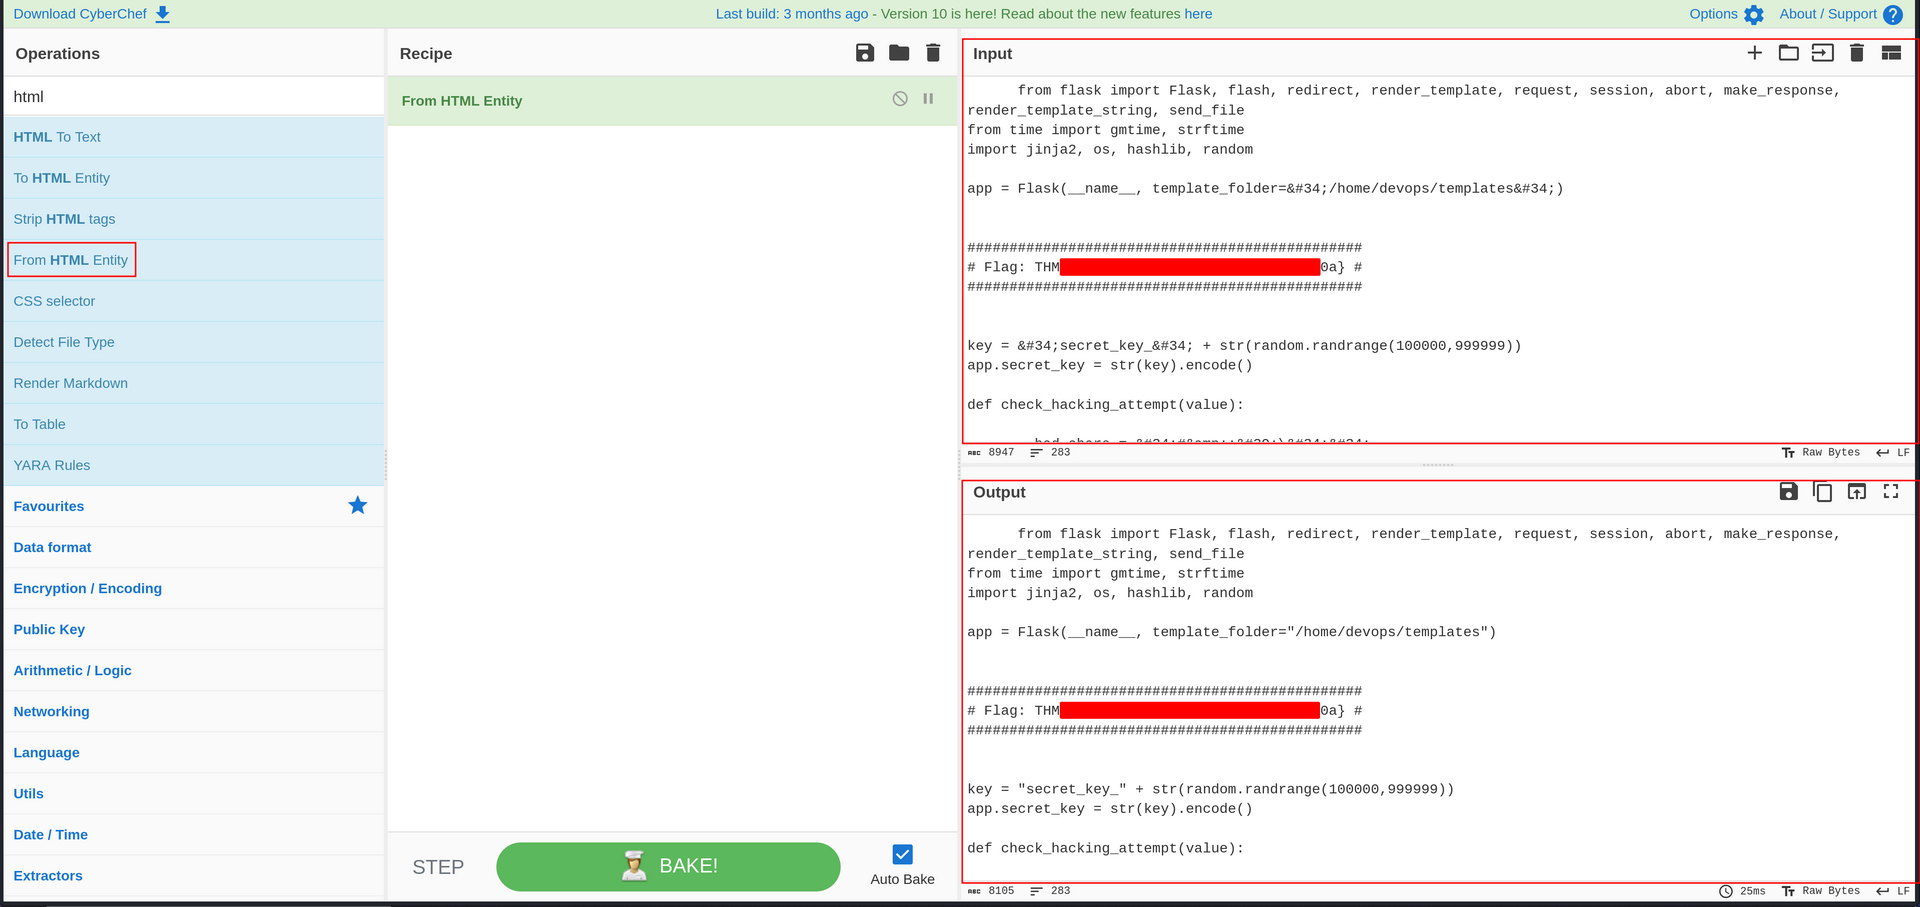 Download CyberChef
Last build: 3 months ago - Version 10 is here! Read about the new features here
Options
About / Support
Operations
html
HTML To Text
To HTML Entity
Strip HTML tags
From HTML Entity
CSS selector
Detect File Type
Render Markdown
To Table
YARA Rules
Favourites
Data format
Encryption / Encoding
Public Key
Arithmetic / Logic
Networking
Language
Utils
Date / Time
Extractors
Recipe
From HTML Entity
STEP
BAKE!
Auto Bake
Input
from flask import Flask, flash, redirect, render_template, request, session, abort, make_response,
render_template_string, send_file
from time import gmtime, strftime
import jinja2, os, hashlib, random
app = Flask(__name__, template_folder=&#34;/home/devops/templates&#34;)
###############################################
# Flag: THM 0a} #
###############################################
key = &#34;secret_key_&#34; + str(random.randrange(100000,999999))
app.secret_key = str(key).encode()
def check_hacking_attempt(value):
ABC 8947 283
Raw Bytes LF
Output
from flask import Flask, flash, redirect, render_template, request, session, abort, make_response,
render_template_string, send_file
from time import gmtime, strftime
import jinja2, os, hashlib, random
app = Flask(__name__, template_folder="/home/devops/templates")
###############################################
# Flag: THM 0a} #
###############################################
key = "secret_key_" + str(random.randrange(100000,999999))
app.secret_key = str(key).encode()
def check_hacking_attempt(value):
ABC 8105 283
25ms Raw Bytes LF